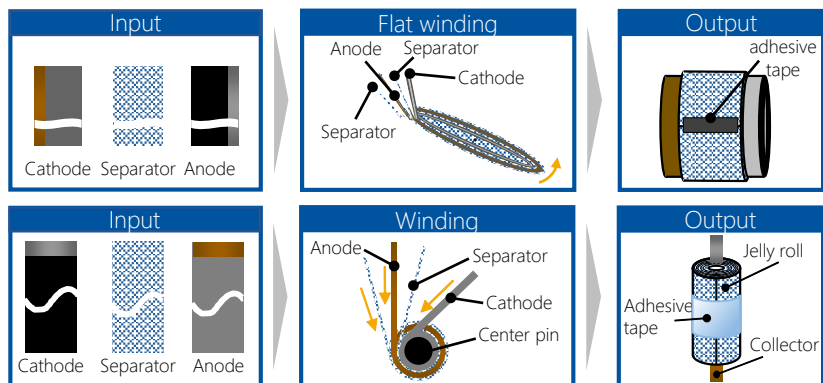 Input
Cathode
Separator
Anode
Flat winding
Anode
Separator
Cathode
Separator
Output
adhesive
tape
Input
Cathode
Separator
Anode
Winding
Anode
Separator
Cathode
Center pin
Output
Jelly roll
Adhesive
tape
Collector